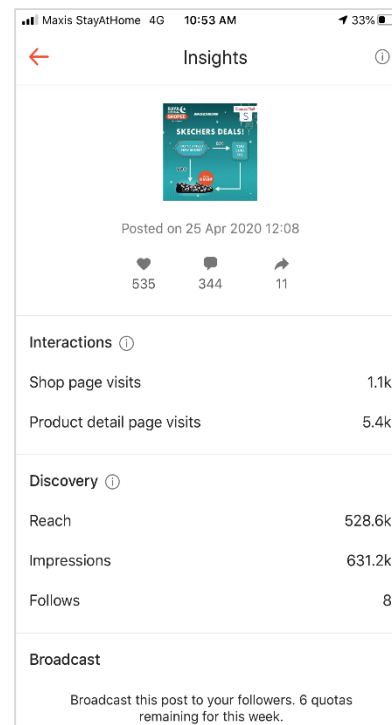 Maxis StayAtHome 4G 10:53 AM 33%
Insights
SKECHERS DEALS!
Posted on 25 Apr 2020 12:08
535 344 11
Interactions
Shop page visits 1.1k
Product detail page visits 5.4k
Discovery
Reach 528.6k
Impressions 631.2k
Follows 8
Broadcast
Broadcast this post to your followers. 6 quotas
remaining for this week.